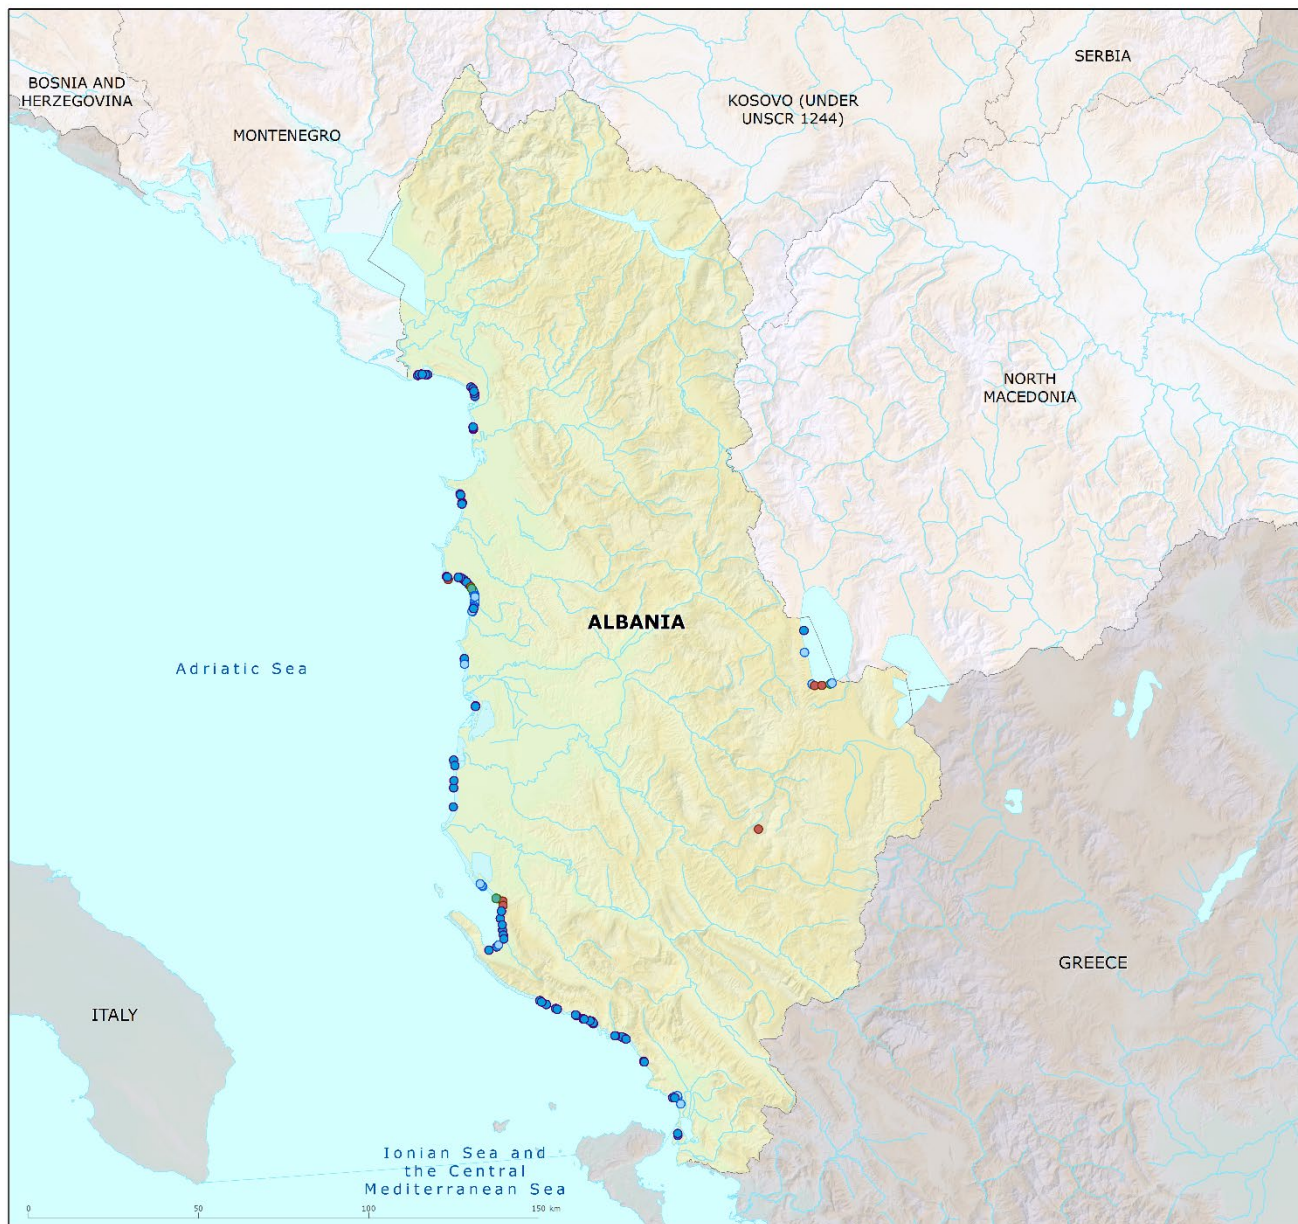 SERBIA
BOSNIA AND
HERZEGOVINA
KOSOVO (UNDER
UNSCR 1244)
MONTENEGRO
NORTH
MACEDONIA
ALBANIA
Adriatic Sea
GREECE
ITALY
Ionian Sea and
the Central
Mediterranean Sea
0 50 100 150 km